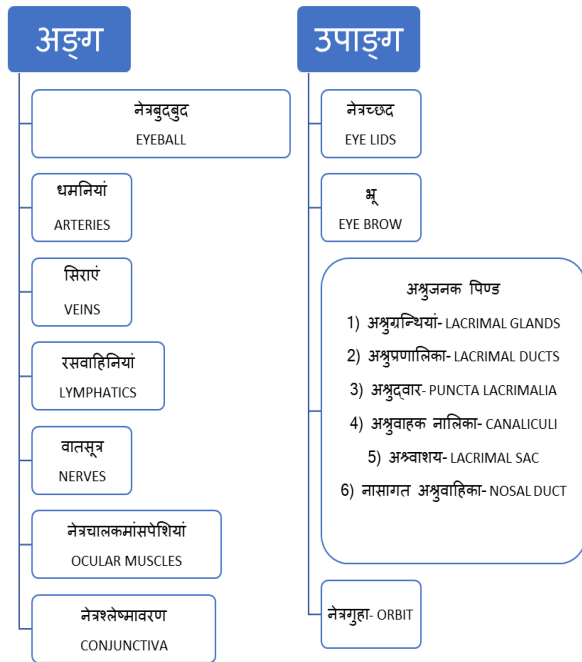 अङ्ग
नेत्रबुद्बुद
EYEBALL
धमनियां
ARTERIES
सिराएं
VEINS
रसवाहिनियां
LYMPHATICS
वातसूत्र
NERVES
नेत्रचालकमांसपेशियां
OCULAR MUSCLES
नेत्रश्लेष्मावरण
CONJUNCTIVA
उपाङ्ग
नेत्रच्छद
EYE LIDS
भ्रू
EYE BROW
अश्रुजनक पिण्ड
1) अश्रुग्रन्थियां- LACRIMAL GLANDS
2) अश्रुप्रणालिका- LACRIMAL DUCTS
3) अश्रुद्वार- PUNCTA LACRIMALIA
4) अश्रुवाहक नालिका- CANALICULI
5) अश्र्वाशय- LACRIMAL SAC
6) नासागत अश्रुवाहिका- NOSAL DUCT
नेत्रगुहा- ORBIT